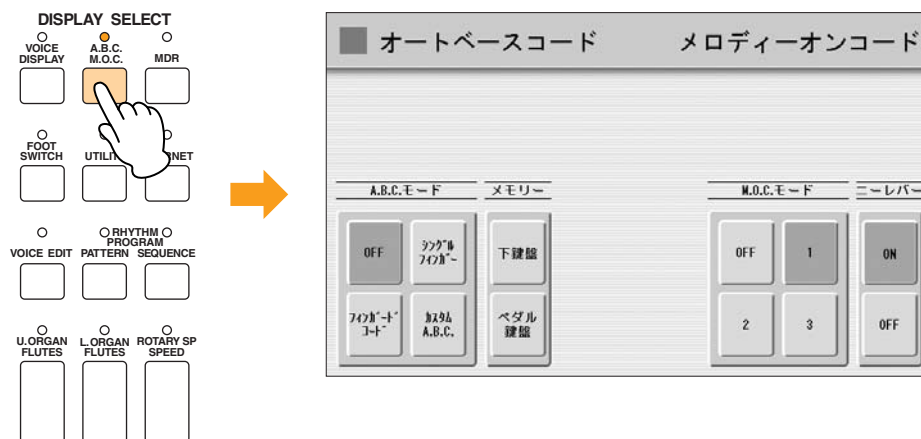 DISPLAY SELECT
VOICE DISPLAY
A.B.C. M.O.C.
MDR
FOOT SWITCH
UTILIT
NET
VOICE EDIT
RHYTHM PROGRAM
PATTERN
SEQUENCE
U.ORGAN FLUTES
L.ORGAN FLUTES
ROTARY SP SPEED
オートベースコード
メロディーオンコード
A.B.C.モード
メモリー
OFF
シングル
フィンガー
下鍵盤
フィンガード
コード
カスタム
A.B.C.
ペダル
鍵盤
M.O.C.モード
ニーレバー
OFF
1
ON
2
3
OFF